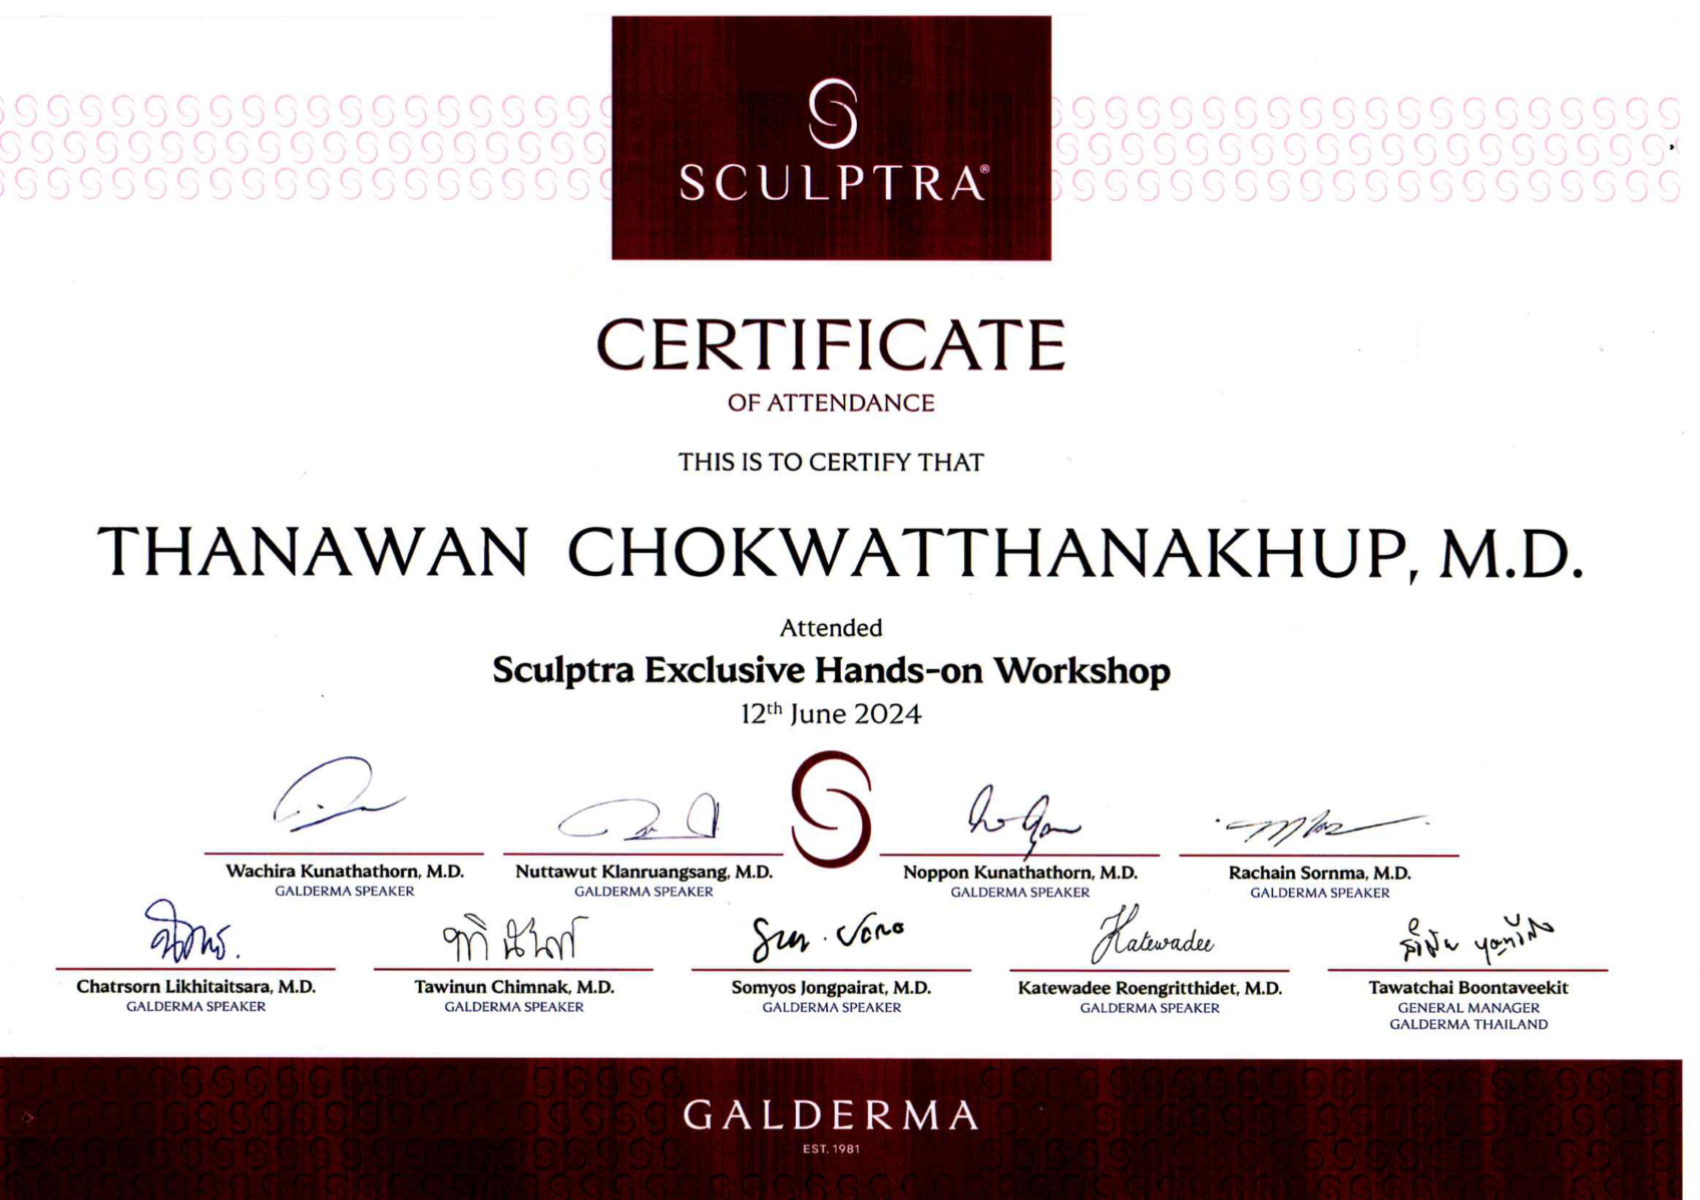 SCULPTRA®
CERTIFICATE
OF ATTENDANCE
THIS IS TO CERTIFY THAT
THANAWAN CHOKWATTHANAKHUP, M.D.
Attended
Sculptra Exclusive Hands-on Workshop
12th June 2024
Wachira Kunathathorn, M.D.
GALDERMA SPEAKER
Nuttawut Klanruangsang, M.D.
GALDERMA SPEAKER
Noppon Kunathathorn, M.D.
GALDERMA SPEAKER
Rachain Sornma, M.D.
GALDERMA SPEAKER
Katewadee
Chatrsorn Likhitaitsara, M.D.
GALDERMA SPEAKER
Tawinun Chimnak, M.D.
GALDERMA SPEAKER
Somyos Jongpairat, M.D.
GALDERMA SPEAKER
Katewadee Roengritthidet, M.D.
GALDERMA SPEAKER
Tawatchai Boontaveekit
GENERAL MANAGER
GALDERMA THAILAND
GALDERMA
EST. 1981